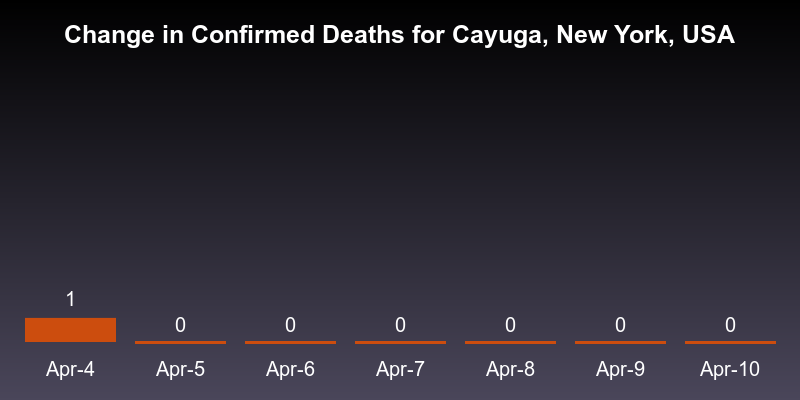 Change in Confirmed Deaths for Cayuga, New York, USA
1
0 0 0 0 0 0
Apr-4 Apr-5 Apr-6 Apr-7 Apr-8 Apr-9 Apr-10